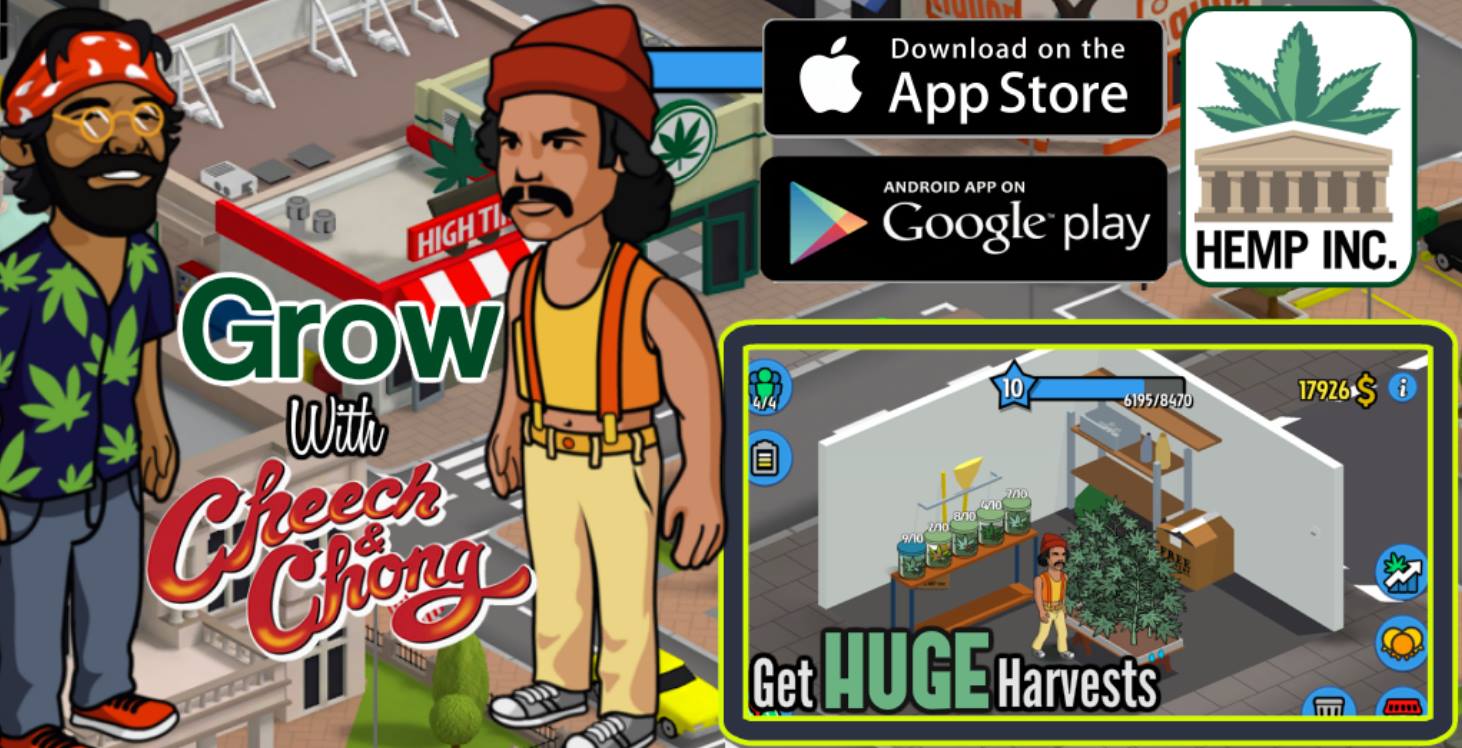 Grow
With
Cheech
&
Chong
HIGH TI
Download on the
App Store
ANDROID APP ON
Google play
HEMP INC.
4/4
10
6195/8470
17926 $
i
9/10
7/10
8/10
4/10
7/10
FREE
Get HUGE Harvests